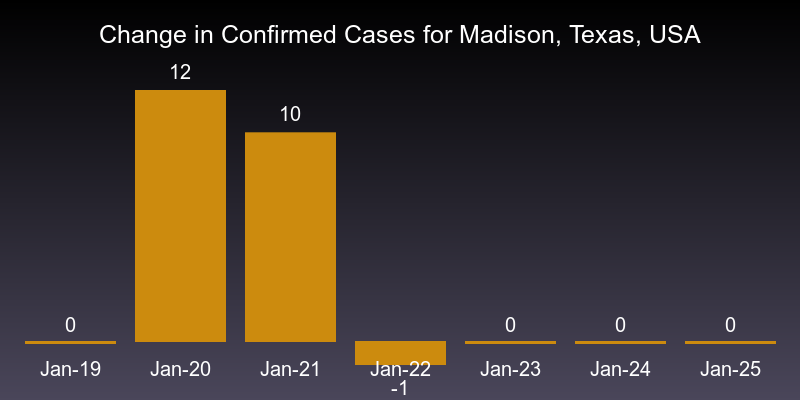 Change in Confirmed Cases for Madison, Texas, USA
12
10
0 0 0 0
Jan-19 Jan-20 Jan-21 Jan-22 Jan-23 Jan-24 Jan-25
-1